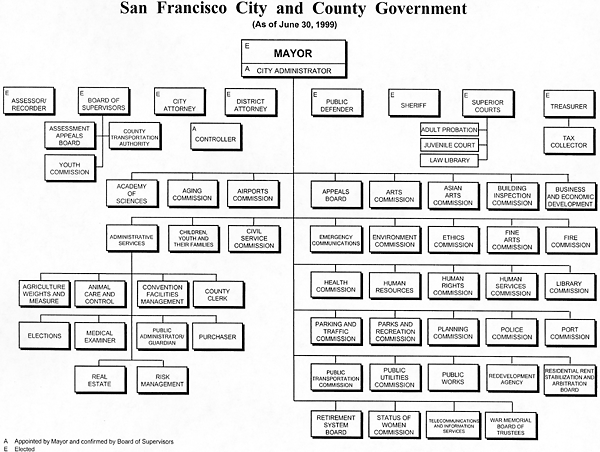 San Francisco City and County Government
(As of June 30, 1999)
E
MAYOR
A CITY ADMINISTRATOR
E
ASSESSOR/
RECORDER
E
BOARD OF
SUPERVISORS
E
CITY
ATTORNEY
E
DISTRICT
ATTORNEY
E
PUBLIC
DEFENDER
E
SHERIFF
E
SUPERIOR
COURTS
E
TREASURER
ASSESSMENT
APPEALS
BOARD
COUNTY
TRANSPORTATION
AUTHORITY
A
CONTROLLER
ADULT PROBATION
JUVENILE COURT
LAW LIBRARY
TAX
COLLECTOR
YOUTH
COMMISSION
ACADEMY
OF
SCIENCES
AGING
COMMISSION
AIRPORTS
COMMISSION
APPEALS
BOARD
ARTS
COMMISSION
ASIAN
ARTS
COMMISSION
BUILDING
INSPECTION
COMMISSION
BUSINESS
AND ECONOMIC
DEVELOPMENT
ADMINISTRATIVE
SERVICES
CHILDREN,
YOUTH AND
THEIR FAMILIES
CIVIL
SERVICE
COMMISSION
EMERGENCY
COMMUNICATIONS
ENVIRONMENT
COMMISSION
ETHICS
COMMISSION
FINE
ARTS
COMMISSION
FIRE
COMMISSION
AGRICULTURE
WEIGHTS AND
MEASURE
ANIMAL
CARE AND
CONTROL
CONVENTION
FACILITIES
MANAGEMENT
COUNTY
CLERK
HEALTH
COMMISSION
HUMAN
RESOURCES
HUMAN
RIGHTS
COMMISSION
HUMAN
SERVICES
COMMISSION
LIBRARY
COMMISSION
ELECTIONS
MEDICAL
EXAMINER
PUBLIC
ADMINISTRATOR/
GUARDIAN
PURCHASER
PARKING AND
TRAFFIC
COMMISSION
PARKS AND
RECREATION
COMMISSION
PLANNING
COMMISSION
POLICE
COMMISSION
PORT
COMMISSION
REAL
ESTATE
RISK
MANAGEMENT
PUBLIC
TRANSPORTATION
COMMISSION
PUBLIC
UTILITIES
COMMISSION
PUBLIC
WORKS
REDEVELOPMENT
AGENCY
RESIDENTIAL RENT
STABILIZATION AND
ARBITRATION
BOARD
RETIREMENT
SYSTEM
BOARD
STATUS OF
WOMEN
COMMISSION
TELECOMMUNICATIONS
AND INFORMATION
SERVICES
WAR MEMORIAL
BOARD OF
TRUSTEES
A Appointed by Mayor and confirmed by Board of Supervisors
E Elected